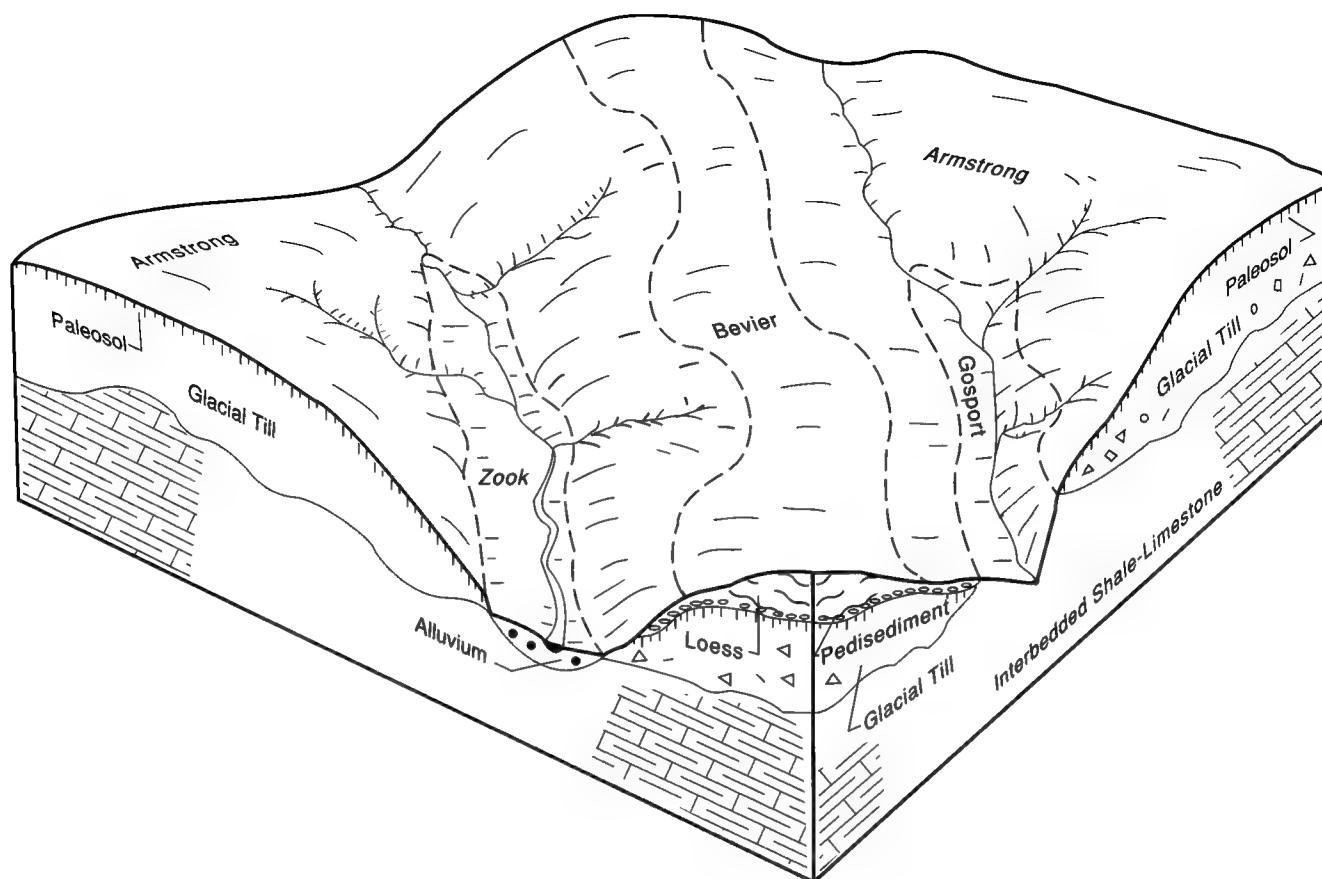 Armstrong
Armstrong
Paleosol
Paleosol
Bevier
Glacial Till
Glacial Till
Gosport
Zook
Interbedded Shale-Limestone
Alluvium
Loess
Pedisediment
Glacial Till